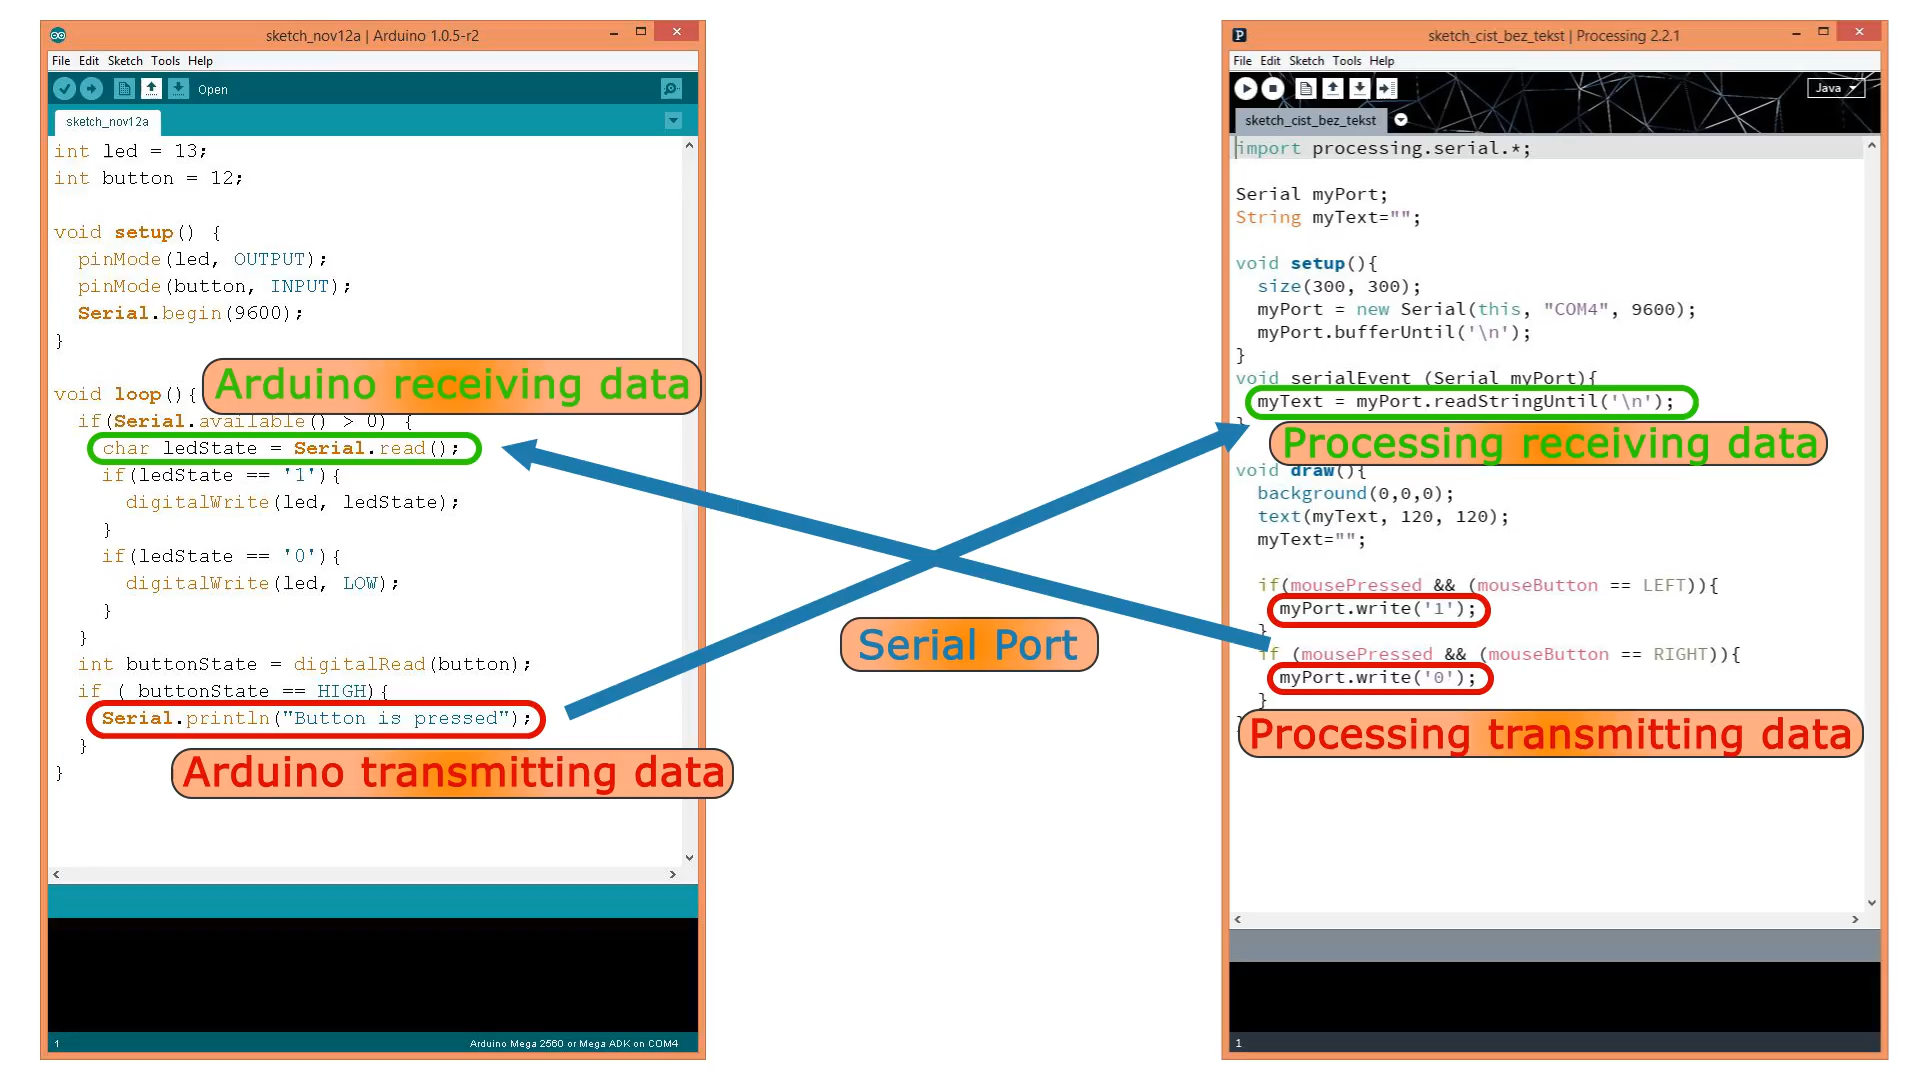 sketch_nov12a | Arduino 1.0.5-r2
File Edit Sketch Tools Help
Open
sketch_nov12a
int led = 13;
int button = 12;
void setup() {
pinMode(led, OUTPUT);
pinMode(button, INPUT);
Serial.begin(9600);
}
Arduino receiving data
void loop(){
if(Serial.available() > 0) {
char ledState = Serial.read();
if(ledState == '1'){
digitalWrite(led, ledState);
}
if(ledState == '0'){
digitalWrite(led, LOW);
}
}
int buttonState = digitalRead(button);
if ( buttonState == HIGH){
Serial.println("Button is pressed");
}
Arduino transmitting data
}
1
Arduino Mega 2560 or Mega ADK on COM4
Serial Port
sketch_cist_bez_tekst | Processing 2.2.1
File Edit Sketch Tools Help
Java
sketch_cist_bez_tekst
import processing.serial.*;
Serial myPort;
String myText="";
void setup(){
size(300, 300);
myPort = new Serial(this, "COM4", 9600);
myPort.bufferUntil('\n');
}
void serialEvent (Serial myPort){
myText = myPort.readStringUntil('\n');
}
Processing receiving data
void draw(){
background(0,0,0);
text(myText, 120, 120);
myText="";
if(mousePressed && (mouseButton == LEFT)){
myPort.write('1');
}
if (mousePressed && (mouseButton == RIGHT)){
myPort.write('0');
}
}
Processing transmitting data
1